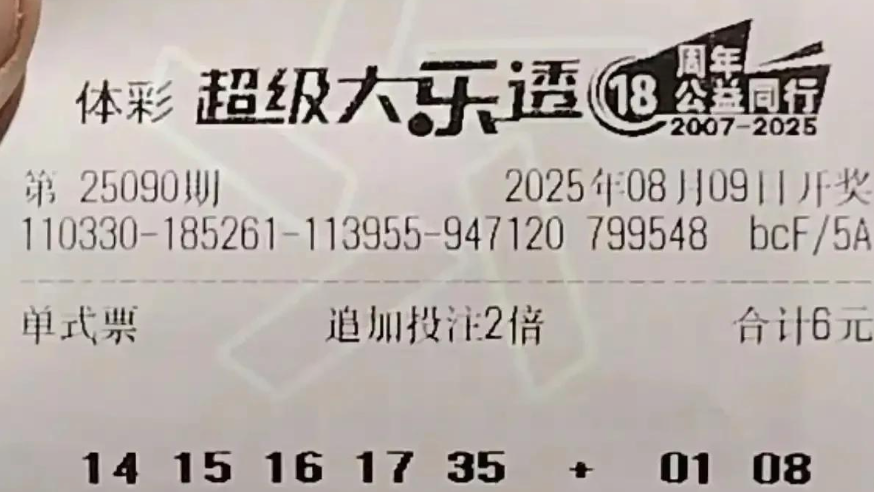 体彩 超级大乐透 18 周年
公益同行
2007-2025
第 25090期 2025年08月09日开奖
110330-185261-113955-947120 799548 bcF/5A
单式票 追加投注2倍 合计6元
14 15 16 17 35 + 01 08